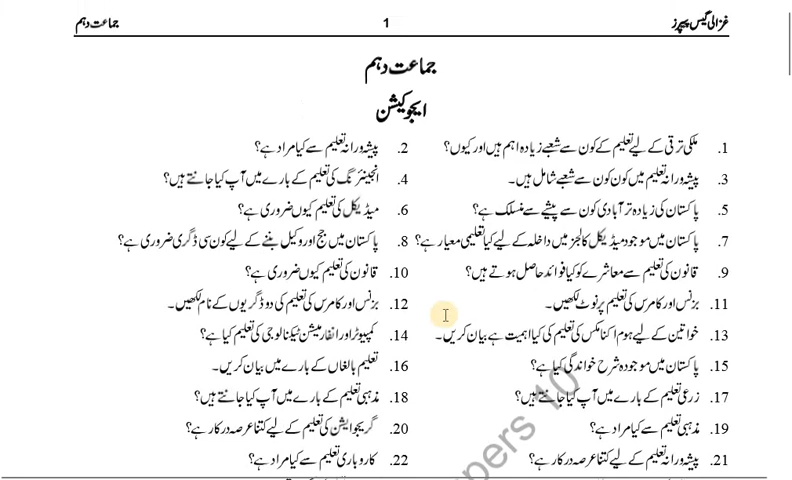 غزالی گیس پیپرز 1 جماعت دہم
جماعت دہم
ایجوکیشن
1. ملکی ترقی کے لیے تعلیم کے کون سے شعبے زیادہ اہم ہیں اور کیوں؟ 2. پیشہ ورانہ تعلیم سے کیا مراد ہے؟
3. پیشہ ورانہ تعلیم میں کون کون سے شعبے شامل ہیں۔ 4. انجینئرنگ کی تعلیم کے بارے میں آپ کیا جانتے ہیں؟
5. پاکستان کی زیادہ تر آبادی کون سے پیشے سے منسلک ہے؟ 6. میڈیکل کی تعلیم کیوں ضروری ہے؟
7. پاکستان میں موجود میڈیکل کالجز میں داخلہ کے لیے کیا تعلیمی معیار ہے؟ 8. پاکستان میں جج اور وکیل بننے کے لیے کون سی ڈگری ضروری ہے؟
9. قانون کی تعلیم سے معاشرے کو کیا فوائد حاصل ہوتے ہیں؟ 10. قانون کی تعلیم کیوں ضروری ہے؟
11. بزنس اور کامرس کی تعلیم پر نوٹ لکھیں۔ 12. بزنس اور کامرس کی تعلیم کی دو ڈگریوں کے نام لکھیں۔
13. خواتین کے لیے ہوم اکنامکس کی تعلیم کی کیا اہمیت ہے بیان کریں۔ 14. کمپیوٹر اور انفارمیشن ٹیکنالوجی کی تعلیم کیا ہے؟
15. پاکستان میں موجودہ شرح خواندگی کیا ہے؟ 16. تعلیم بالغاں کے بارے میں بیان کریں۔
17. زرعی تعلیم کے بارے میں آپ کیا جانتے ہیں؟ 18. مذہبی تعلیم کے بارے میں آپ کیا جانتے ہیں؟
19. مذہبی تعلیم سے کیا مراد ہے؟ 20. گریجوایشن کی تعلیم کے لیے کتنا عرصہ درکار ہے؟
21. پیشہ ورانہ تعلیم کے لیے کتنا عرصہ درکار ہے؟ 22. کاروباری تعلیم سے کیا مراد ہے؟
pers 10